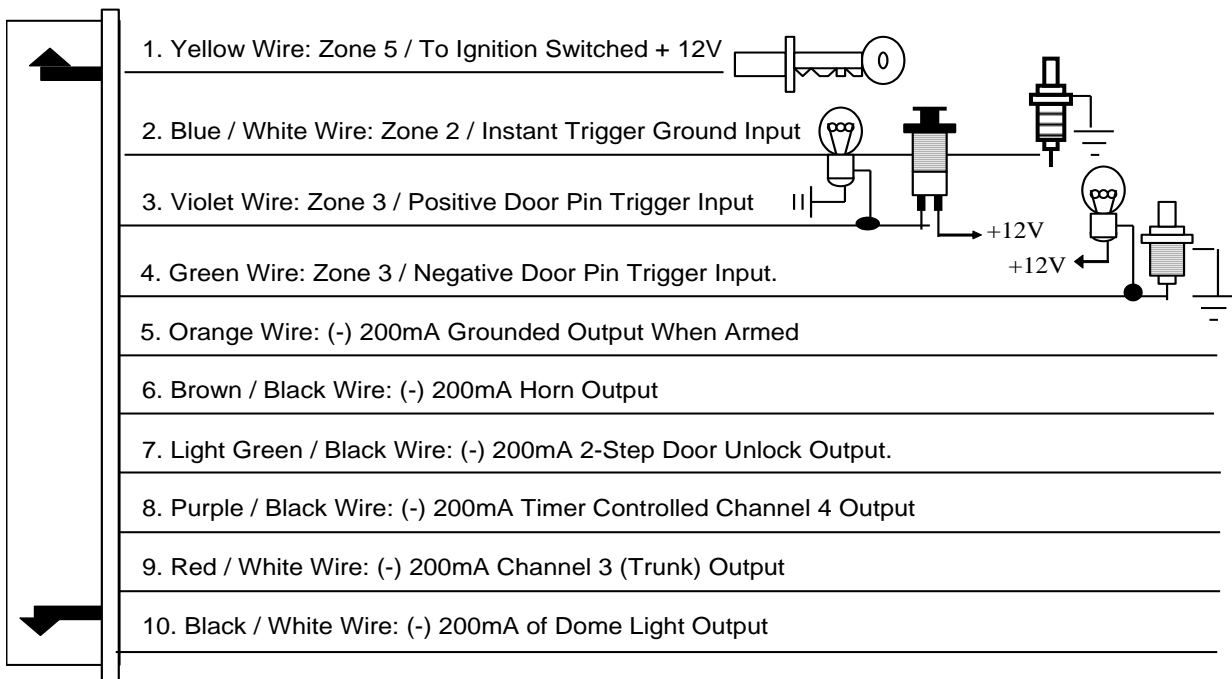 1. Yellow Wire: Zone 5 / To Ignition Switched + 12V
2. Blue / White Wire: Zone 2 / Instant Trigger Ground Input
3. Violet Wire: Zone 3 / Positive Door Pin Trigger Input
+12V
+12V
4. Green Wire: Zone 3 / Negative Door Pin Trigger Input.
5. Orange Wire: (-) 200mA Grounded Output When Armed
6. Brown / Black Wire: (-) 200mA Horn Output
7. Light Green / Black Wire: (-) 200mA 2-Step Door Unlock Output.
8. Purple / Black Wire: (-) 200mA Timer Controlled Channel 4 Output
9. Red / White Wire: (-) 200mA Channel 3 (Trunk) Output
10. Black / White Wire: (-) 200mA of Dome Light Output